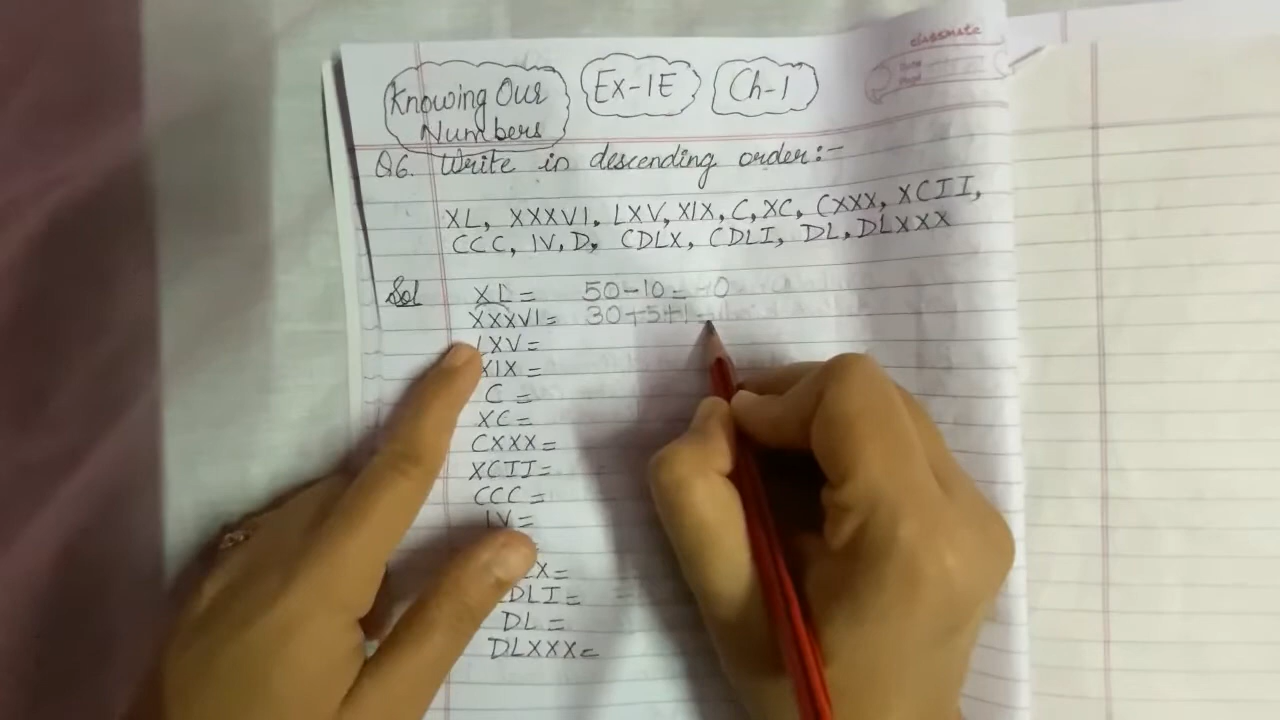 classmate
Knowing Our
Numbers
Ex-1E
Ch-1
Q6. Write in descending order:-
XL, XXXVI, LXV, XIX, C, XC, CXXX, XCII,
CCC, IV, D, CDLX, CDLI, DL, DLXXX
Sol XL = 50-10 =
XXXVI = 30+5+1
LXV =
XIX =
C =
XC =
CXXX =
XCII =
CCC =
IV =
X =
DLI =
DL =
DLXXX =